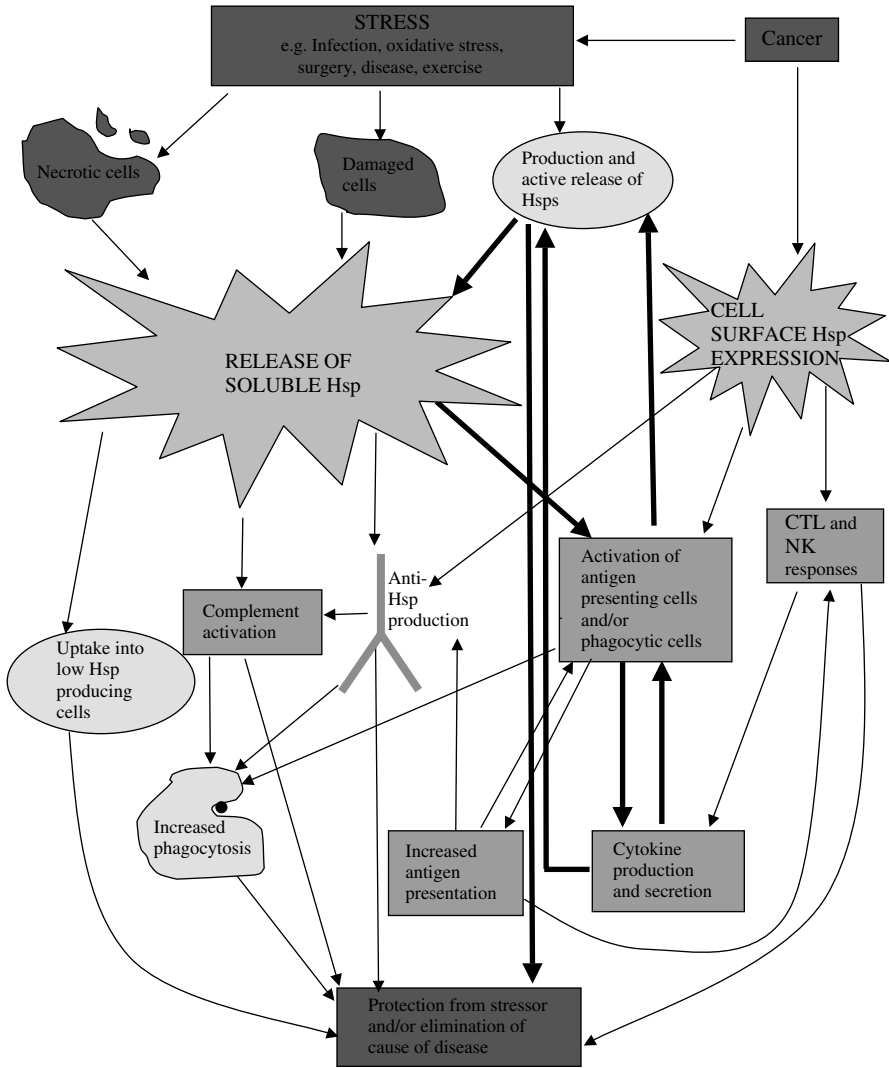 STRESS
e.g. Infection, oxidative stress,
surgery, disease, exercise
Cancer
Necrotic cells
Damaged
cells
Production and
active release of
Hsps
CELL
SURFACE Hsp
EXPRESSION
RELEASE OF
SOLUBLE Hsp
CTL and
NK
responses
Anti-
Hsp
production
Activation of
antigen
presenting cells
and/or
phagocytic cells
Complement
activation
Uptake into
low Hsp
producing
cells
Increased
phagocytosis
Increased
antigen
presentation
Cytokine
production
and secretion
Protection from stressor
and/or elimination of
cause of disease